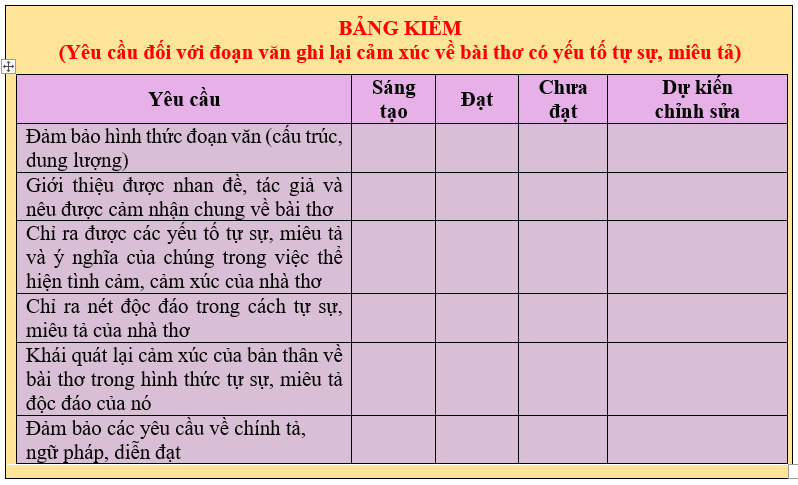 BẢNG KIỂM
(Yêu cầu đối với đoạn văn ghi lại cảm xúc về bài thơ có yếu tố tự sự, miêu tả)
Yêu cầu
Sáng
tạo
Đạt
Chưa
đạt
Dự kiến
chỉnh sửa
Đảm bảo hình thức đoạn văn (cấu trúc,
dung lượng)
Giới thiệu được nhan đề, tác giả và
nêu được cảm nhận chung về bài thơ
Chỉ ra được các yếu tố tự sự, miêu tả
và ý nghĩa của chúng trong việc thể
hiện tình cảm, cảm xúc của nhà thơ
Chỉ ra nét độc đáo trong cách tự sự,
miêu tả của nhà thơ
Khái quát lại cảm xúc của bản thân về
bài thơ trong hình thức tự sự, miêu tả
độc đáo của nó
Đảm bảo các yêu cầu về chính tả,
ngữ pháp, diễn đạt